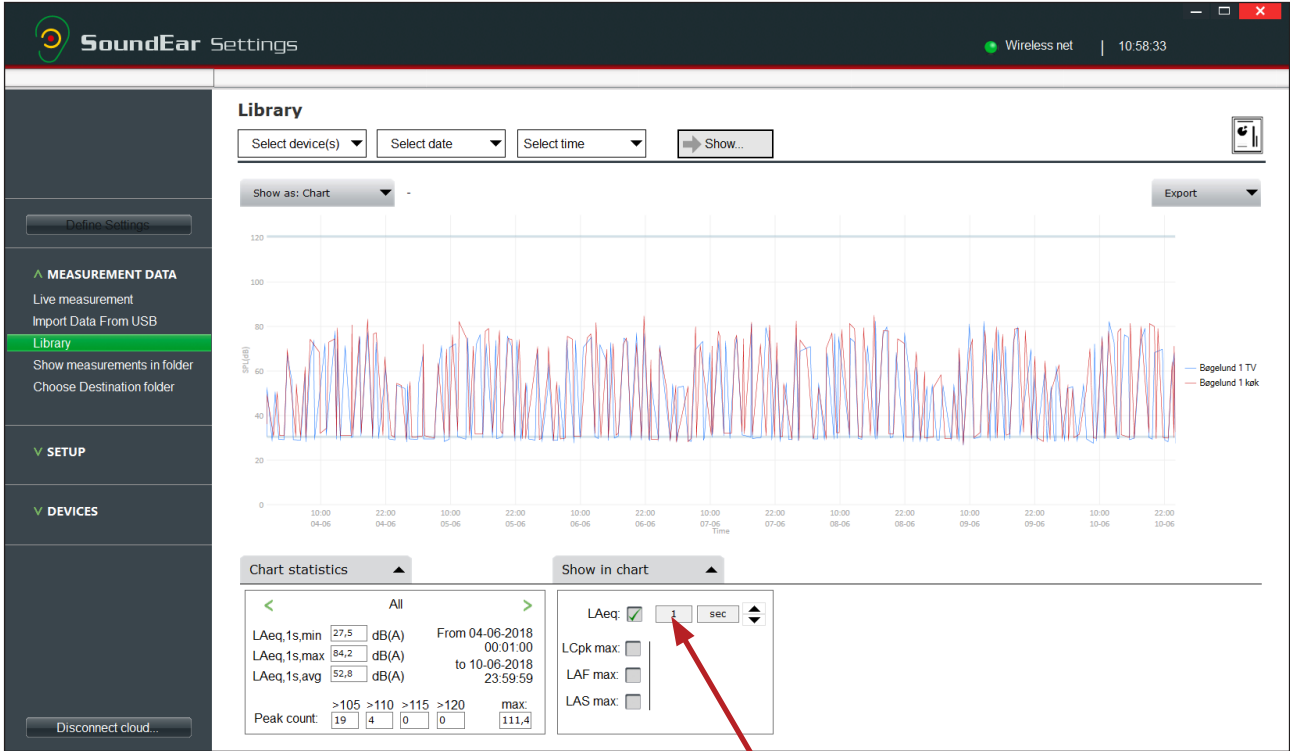 SoundEar Settings
Wireless net | 10:58:33
Library
Select device(s) Select date Select time Show...
Show as: Chart - Export
Define Settings
MEASUREMENT DATA
Live measurement
Import Data From USB
Library
Show measurements in folder
Choose Destination folder
SETUP
DEVICES
Disconnect cloud...
120
100
80
60
40
20
0
SPL(dB)
10:00 22:00 10:00 22:00 10:00 22:00 10:00 22:00 10:00 22:00 10:00 22:00 10:00 22:00
04-06 04-06 05-06 05-06 06-06 06-06 07-06 07-06 08-06 08-06 09-06 09-06 10-06 10-06
Time
Bøgelund 1 TV
Bøgelund 1 køk
Chart statistics
< All >
LAeq,1s,min 27,5 dB(A)
LAeq,1s,max 84,2 dB(A)
LAeq,1s,avg 52,8 dB(A)
From 04-06-2018
00:01:00
to 10-06-2018
23:59:59
>105 >110 >115 >120 max:
Peak count: 19 4 0 0 111,4
Show in chart
LAeq: 1 sec
LCpk max:
LAF max:
LAS max: